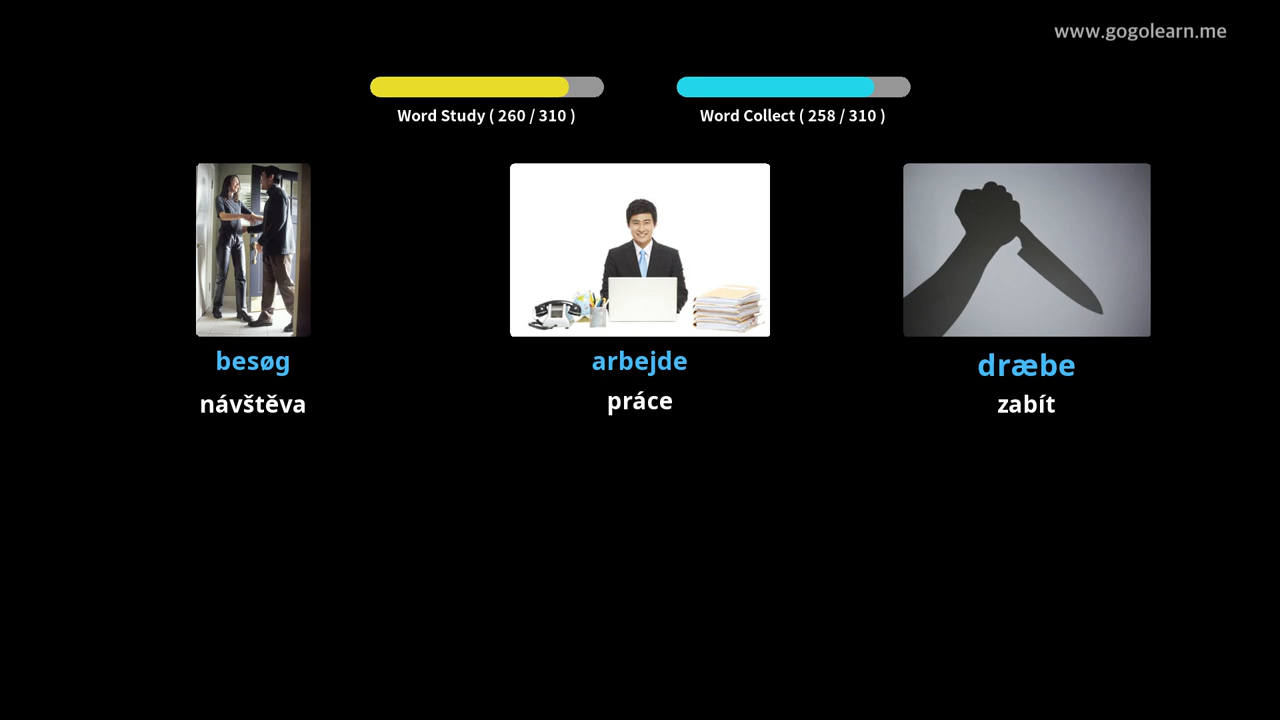 www.gogolearn.me
Word Study ( 260 / 310 )
Word Collect ( 258 / 310 )
besøg
návštěva
arbejde
práce
dræbe
zabít